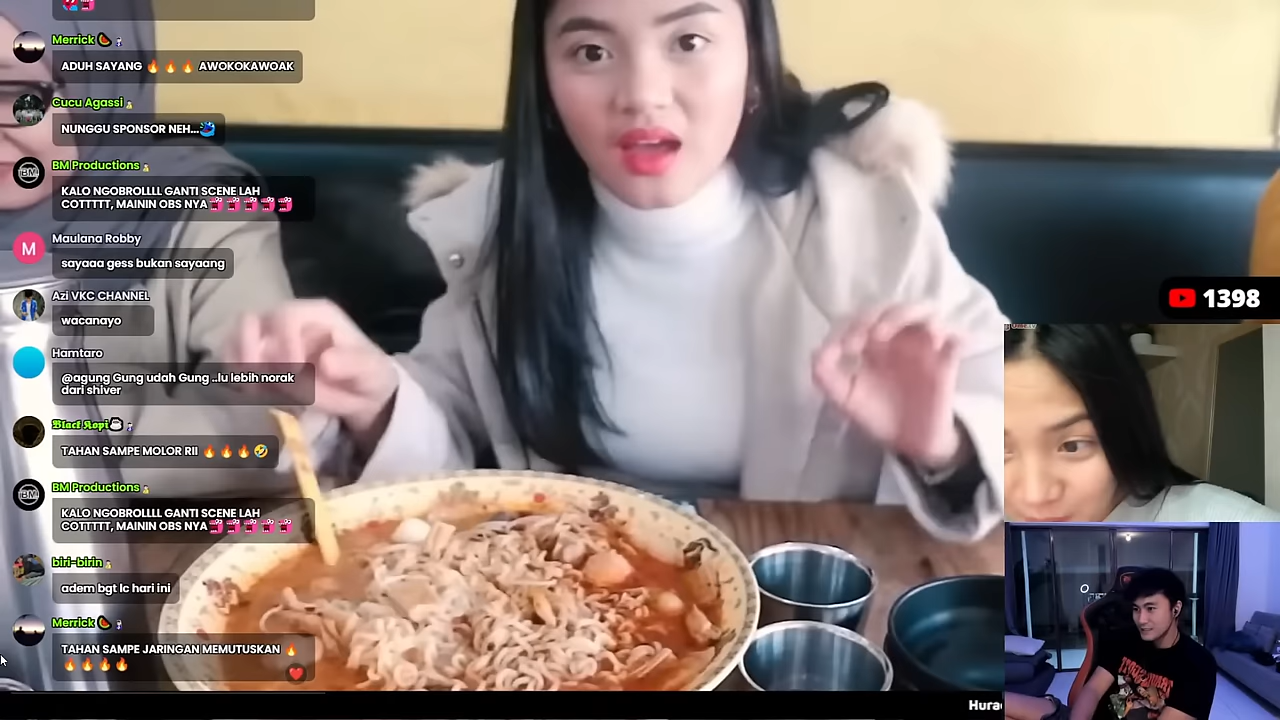 Merrick
ADUH SAYANG 🔥🔥🔥 AWOKOKAWOAK
Cucu Agassi
NUNGGU SPONSOR NEH...
BM Productions
KALO NGOBROLLLL GANTI SCENE LAH
COTTTTT, MAININ OBS NYA
Maulana Robby
sayaaa gess bukan sayaang
M
Azi VKC CHANNEL
wacanayo
Hamtaro
@agung Gung udah Gung ..lu lebih norak
dari shiver
𝕭𝖑𝖆𝖈𝖐 𝕶𝖔𝖕𝖎
TAHAN SAMPE MOLOR RII 🔥🔥🔥🤣
BM Productions
KALO NGOBROLLLL GANTI SCENE LAH
COTTTTT, MAININ OBS NYA
biri-birin
adem bgt lc hari ini
Merrick
TAHAN SAMPE JARINGAN MEMUTUSKAN 🔥
🔥🔥🔥🔥
1398
Hura